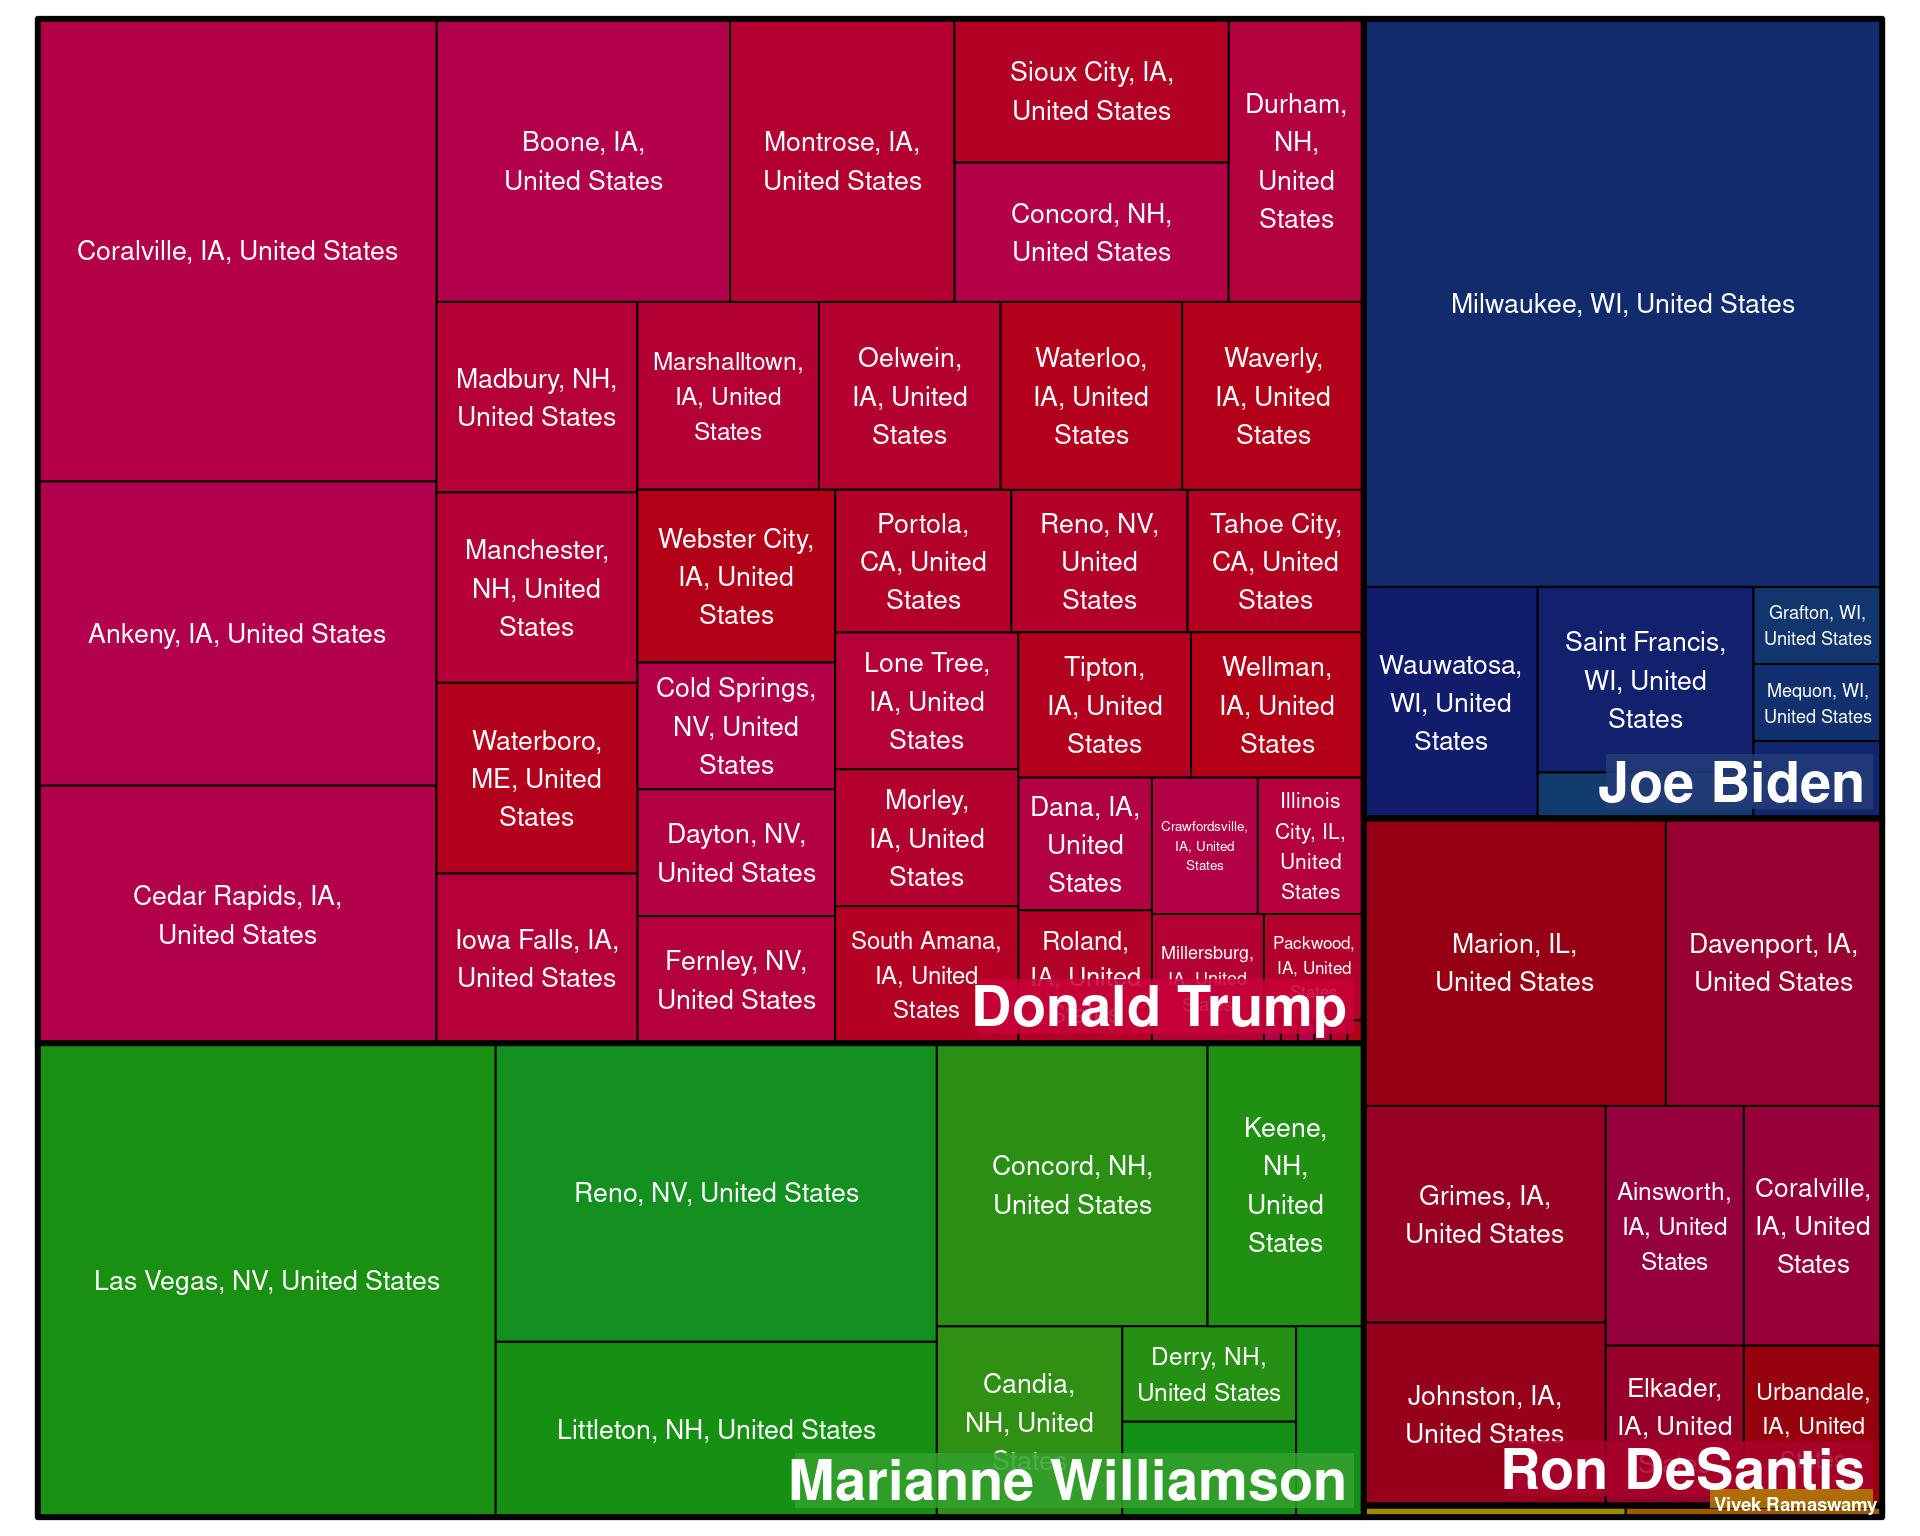 Coralville, IA, United States
Ankeny, IA, United States
Cedar Rapids, IA,
United States
Boone, IA,
United States
Montrose, IA,
United States
Sioux City, IA,
United States
Concord, NH,
United States
Durham,
NH,
United
States
Madbury, NH,
United States
Marshalltown,
IA, United
States
Oelwein,
IA, United
States
Waterloo,
IA, United
States
Waverly,
IA, United
States
Manchester,
NH, United
States
Waterboro,
ME, United
States
Iowa Falls, IA,
United States
Webster City,
IA, United
States
Cold Springs,
NV, United
States
Dayton, NV,
United States
Fernley, NV,
United States
Portola,
CA, United
States
Reno, NV,
United
States
Tahoe City,
CA, United
States
Lone Tree,
IA, United
States
Morley,
IA, United
States
South Amana,
IA, United
States
Tipton,
IA, United
States
Wellman,
IA, United
States
Dana, IA,
United
States
Crawfordsville,
IA, United
States
Illinois
City, IL,
United
States
Roland,
IA, United
States
Millersburg,
IA, United
States
Packwood,
IA, United
States
Donald Trump
Las Vegas, NV, United States
Reno, NV, United States
Littleton, NH, United States
Concord, NH,
United States
Keene,
NH,
United
States
Candia,
NH, United
States
Derry, NH,
United States
Marianne Williamson
Milwaukee, WI, United States
Wauwatosa,
WI, United
States
Saint Francis,
WI, United
States
Grafton, WI,
United States
Mequon, WI,
United States
Joe Biden
Marion, IL,
United States
Davenport, IA,
United States
Grimes, IA,
United States
Johnston, IA,
United States
Ainsworth,
IA, United
States
Coralville,
IA, United
States
Elkader,
IA, United
States
Urbandale,
IA, United
States
Ron DeSantis
Vivek Ramaswamy